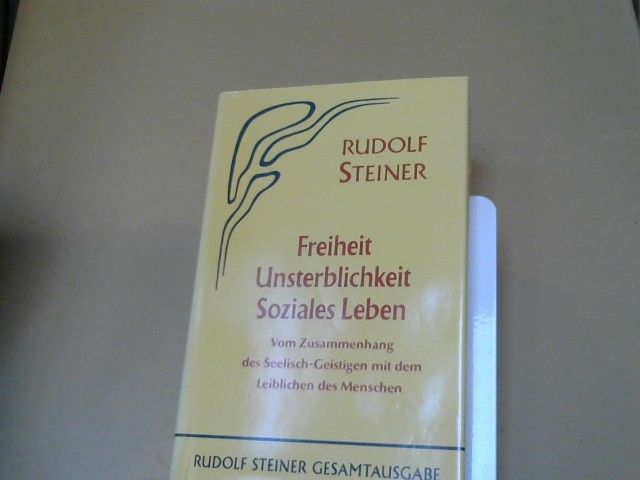 RUDOLF
STEINER
Freiheit
Unsterblichkeit
Soziales Leben
Vom Zusammenhang
des Seelisch-Geistigen mit dem
Leiblichen des Menschen
RUDOLF STEINER GESAMTAUSGABE